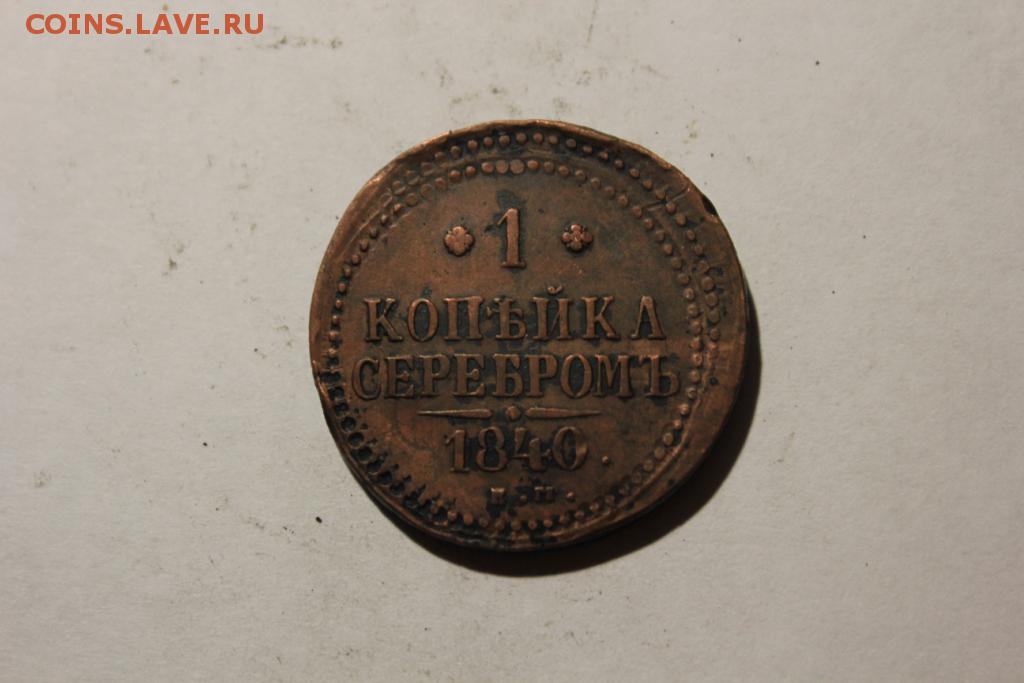 COINS.LAVE.RU
1
КОПѢЙКА
СЕРЕБРОМЪ
1840.
Е.М.